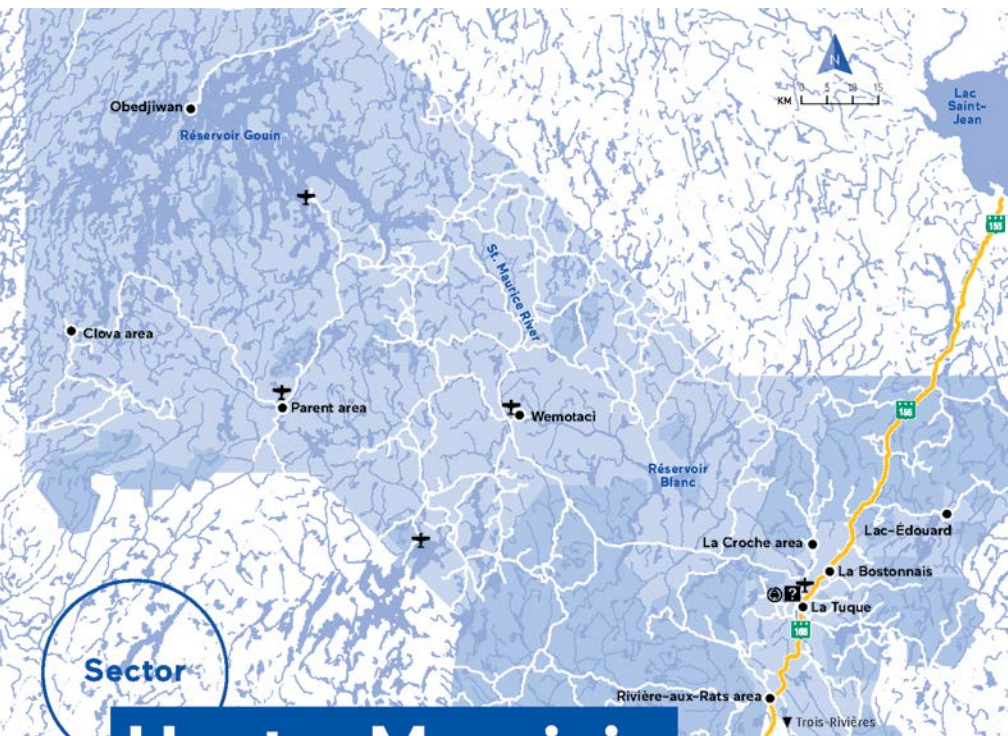 N
KM 0 5 10 15
Lac
Saint-
Jean
Obedjiwan
Réservoir Gouin
155
St. Maurice River
Clova area
Parent area
Wemotaci
155
Réservoir
Blanc
Lac-Édouard
La Croche area
La Bostonnais
?
La Tuque
Sector
Rivière-aux-Rats area
Trois-Rivières